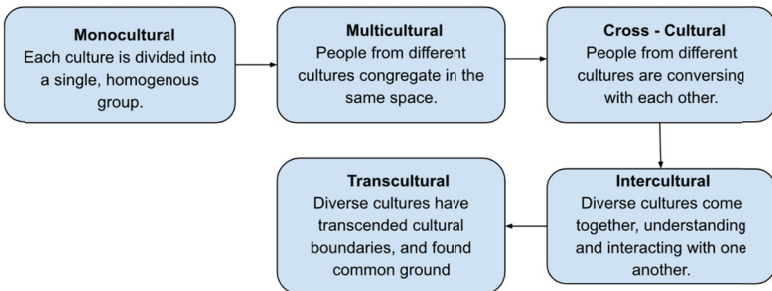 Monocultural
Each culture is divided into
a single, homogenous
group.
Multicultural
People from different
cultures congregate in the
same space.
Cross - Cultural
People from different
cultures are conversing
with each other.
Intercultural
Diverse cultures come
together, understanding
and interacting with one
another.
Transcultural
Diverse cultures have
transcended cultural
boundaries, and found
common ground